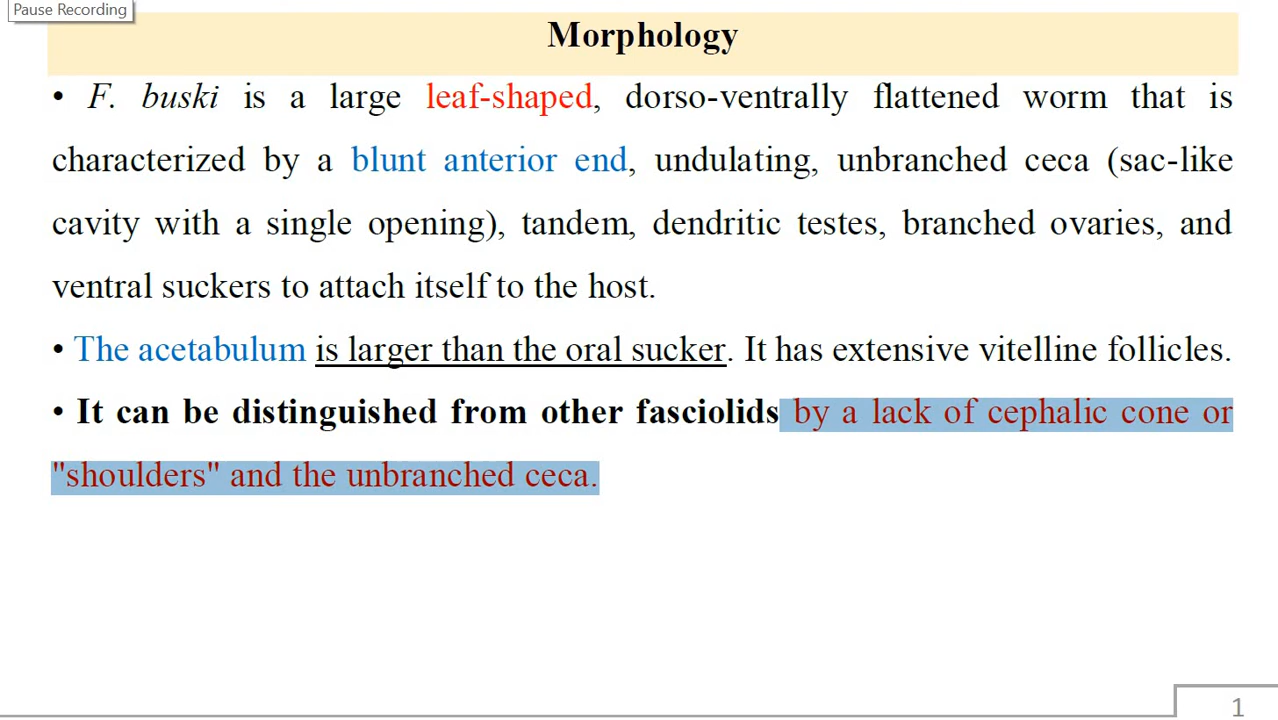 Pause Recording
Morphology
• F. buski is a large leaf-shaped, dorso-ventrally flattened worm that is
characterized by a blunt anterior end, undulating, unbranched ceca (sac-like
cavity with a single opening), tandem, dendritic testes, branched ovaries, and
ventral suckers to attach itself to the host.
• The acetabulum is larger than the oral sucker. It has extensive vitelline follicles.
• It can be distinguished from other fasciolids by a lack of cephalic cone or
"shoulders" and the unbranched ceca.
1